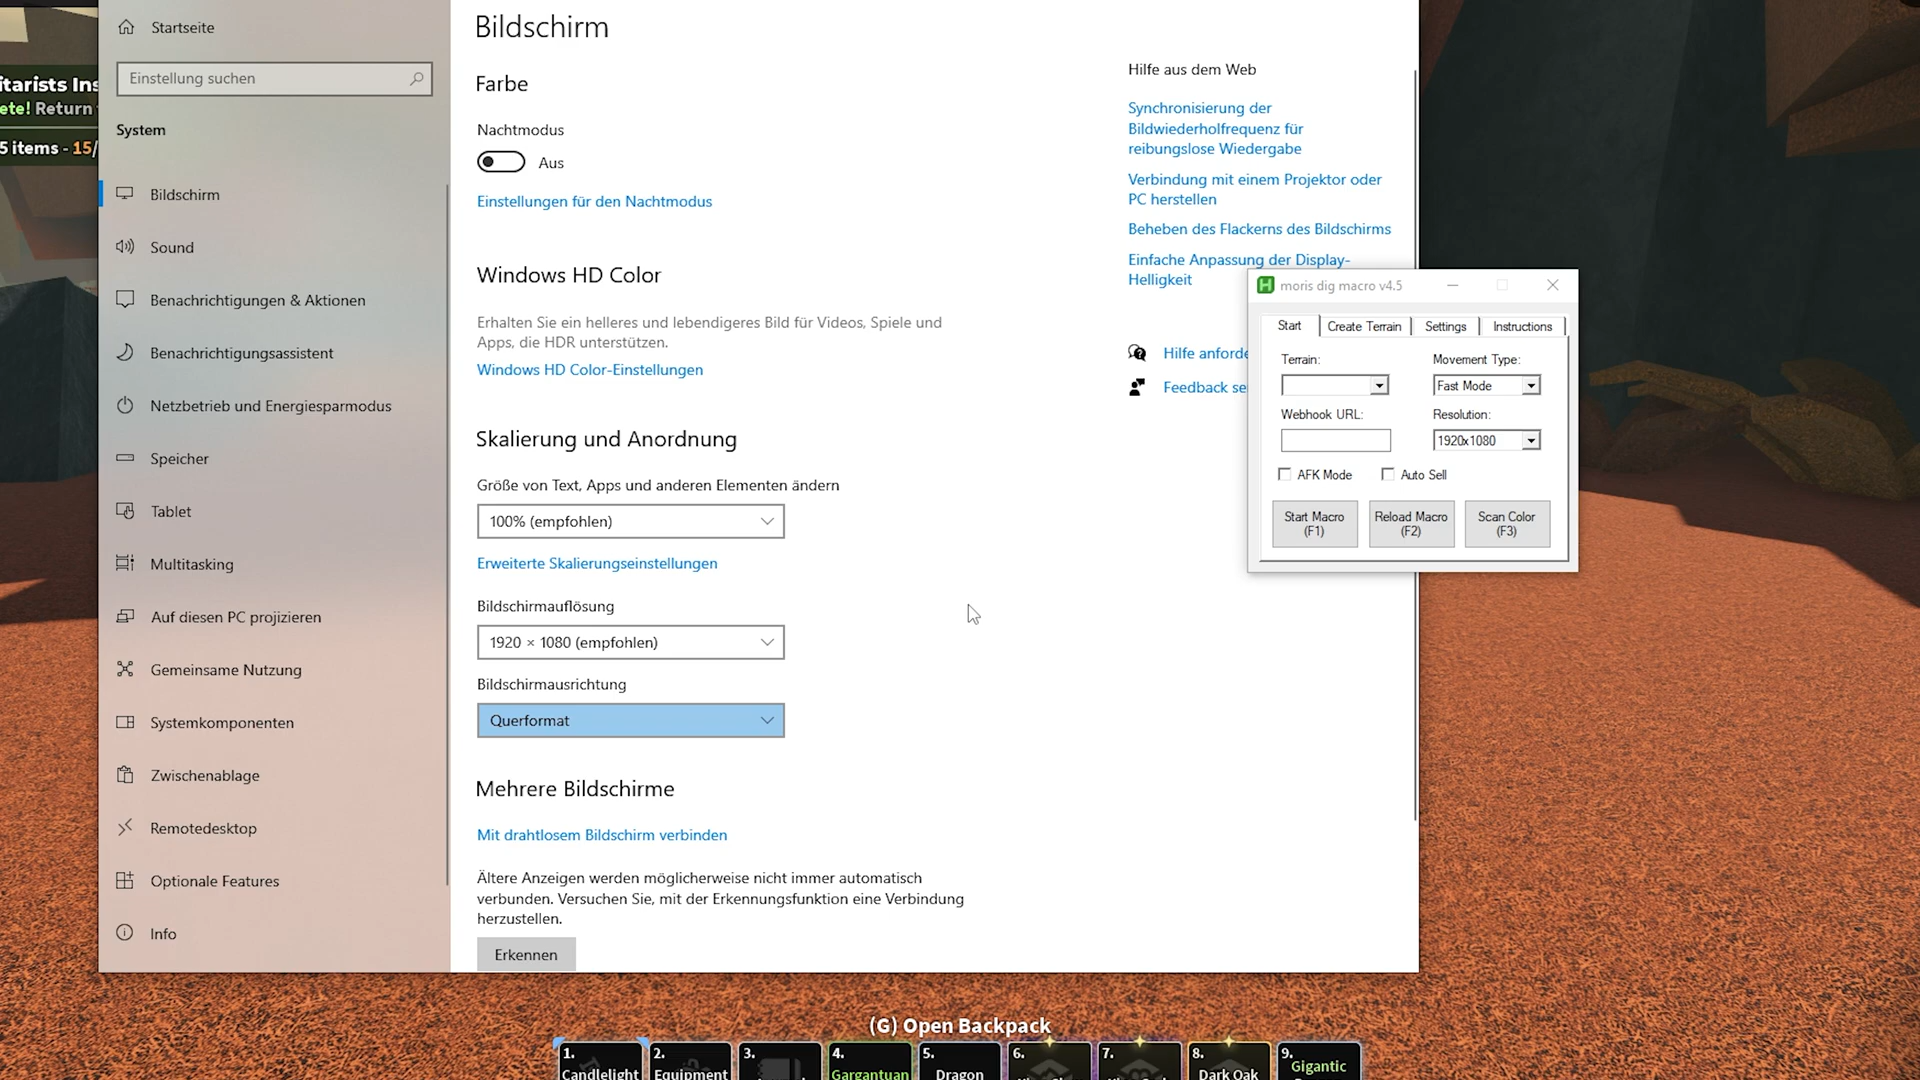 itarists Ins
ete! Return
5 items - 15/
Startseite
Einstellung suchen
System
Bildschirm
Sound
Benachrichtigungen & Aktionen
Benachrichtigungsassistent
Netzbetrieb und Energiesparmodus
Speicher
Tablet
Multitasking
Auf diesen PC projizieren
Gemeinsame Nutzung
Systemkomponenten
Zwischenablage
Remotedesktop
Optionale Features
Info
Bildschirm
Farbe
Nachtmodus
Aus
Einstellungen für den Nachtmodus
Windows HD Color
Erhalten Sie ein helleres und lebendigeres Bild für Videos, Spiele und
Apps, die HDR unterstützen.
Windows HD Color-Einstellungen
Skalierung und Anordnung
Größe von Text, Apps und anderen Elementen ändern
100% (empfohlen)
Erweiterte Skalierungseinstellungen
Bildschirmauflösung
1920 × 1080 (empfohlen)
Bildschirmausrichtung
Querformat
Mehrere Bildschirme
Mit drahtlosem Bildschirm verbinden
Ältere Anzeigen werden möglicherweise nicht immer automatisch
verbunden. Versuchen Sie, mit der Erkennungsfunktion eine Verbindung
herzustellen.
Erkennen
Hilfe aus dem Web
Synchronisierung der
Bildwiederholfrequenz für
reibungslose Wiedergabe
Verbindung mit einem Projektor oder
PC herstellen
Beheben des Flackerns des Bildschirms
Einfache Anpassung der Display-
Helligkeit
Hilfe anforde
Feedback se
moris dig macro v4.5
Start
Create Terrain
Settings
Instructions
Terrain:
Movement Type:
Fast Mode
Webhook URL:
Resolution:
1920x1080
AFK Mode
Auto Sell
Start Macro
(F1)
Reload Macro
(F2)
Scan Color
(F3)
(G) Open Backpack
1.
Candlelight
2.
Equipment
3.
4.
Gargantuan
5.
Dragon
6.
7.
8.
Dark Oak
9.
Gigantic